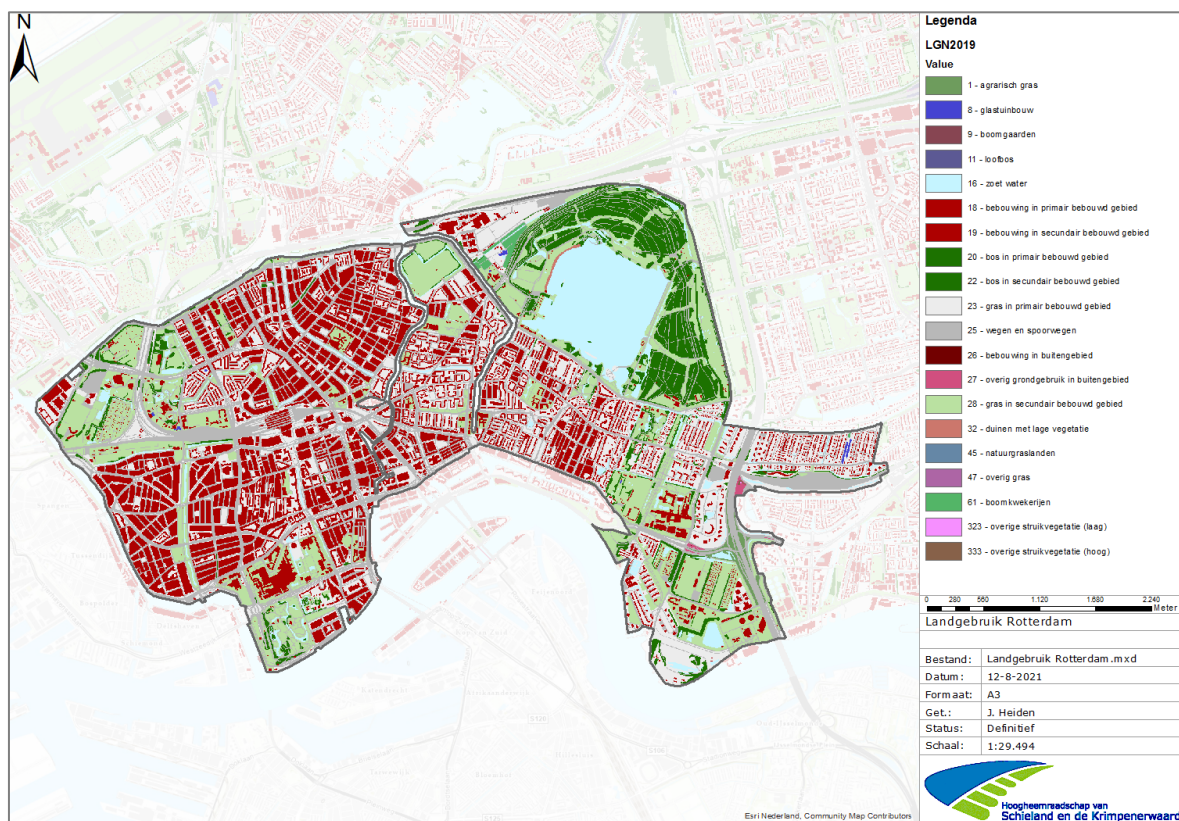 N
Legenda
LGN2019
Value
1 - agrarisch gras
8 - glastuinbouw
9 - boomgaarden
11 - loofbos
16 - zoet water
18 - bebouwing in primair bebouwd gebied
19 - bebouwing in secundair bebouwd gebied
20 - bos in primair bebouwd gebied
22 - bos in secundair bebouwd gebied
23 - gras in primair bebouwd gebied
25 - wegen en spoorwegen
26 - bebouwing in buitengebied
27 - overig grondgebruik in buitengebied
28 - gras in secundair bebouwd gebied
32 - duinen met lage vegetatie
45 - natuurgraslanden
47 - overig gras
61 - boomkwekerijen
323 - overige struikvegetatie (laag)
333 - overige struikvegetatie (hoog)
0 280 560 1.120 1.680 2.240
Meter
Landgebruik Rotterdam
Bestand: Landgebruik Rotterdam.mxd
Datum: 12-8-2021
Formaat: A3
Get.: J. Heiden
Status: Definitief
Schaal: 1:29.494
Hoogheemraadschap van
Schieland en de Krimpenerwaard
Esri Nederland, Community Map Contributors